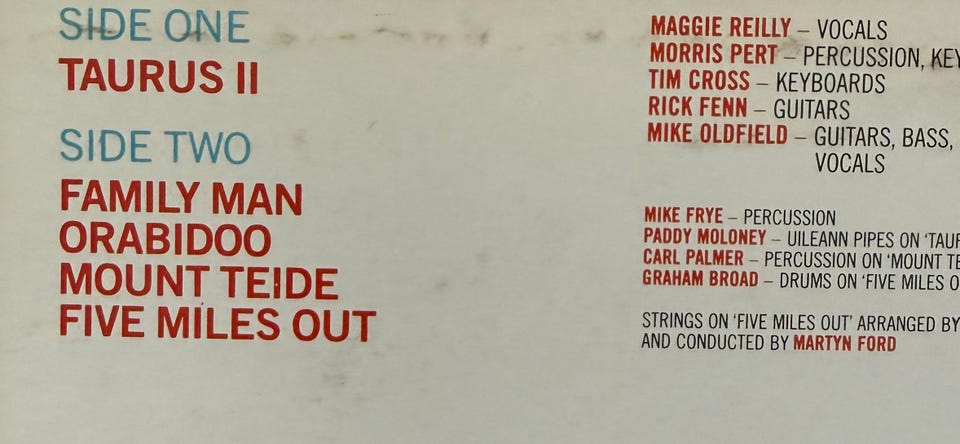 SIDE ONE
TAURUS II
SIDE TWO
FAMILY MAN
ORABIDOO
MOUNT TEIDE
FIVE MILES OUT
MAGGIE REILLY – VOCALS
MORRIS PERT – PERCUSSION,
TIM CROSS – KEYBOARDS
RICK FENN – GUITARS
MIKE OLDFIELD – GUITARS, BASS,
VOCALS
MIKE FRYE – PERCUSSION
PADDY MOLONEY – UILEANN PIPES ON
CARL PALMER – PERCUSSION ON 'MOUNT
GRAHAM BROAD – DRUMS ON 'FIVE MILES
STRINGS ON 'FIVE MILES OUT' ARRANGED BY
AND CONDUCTED BY MARTYN FORD